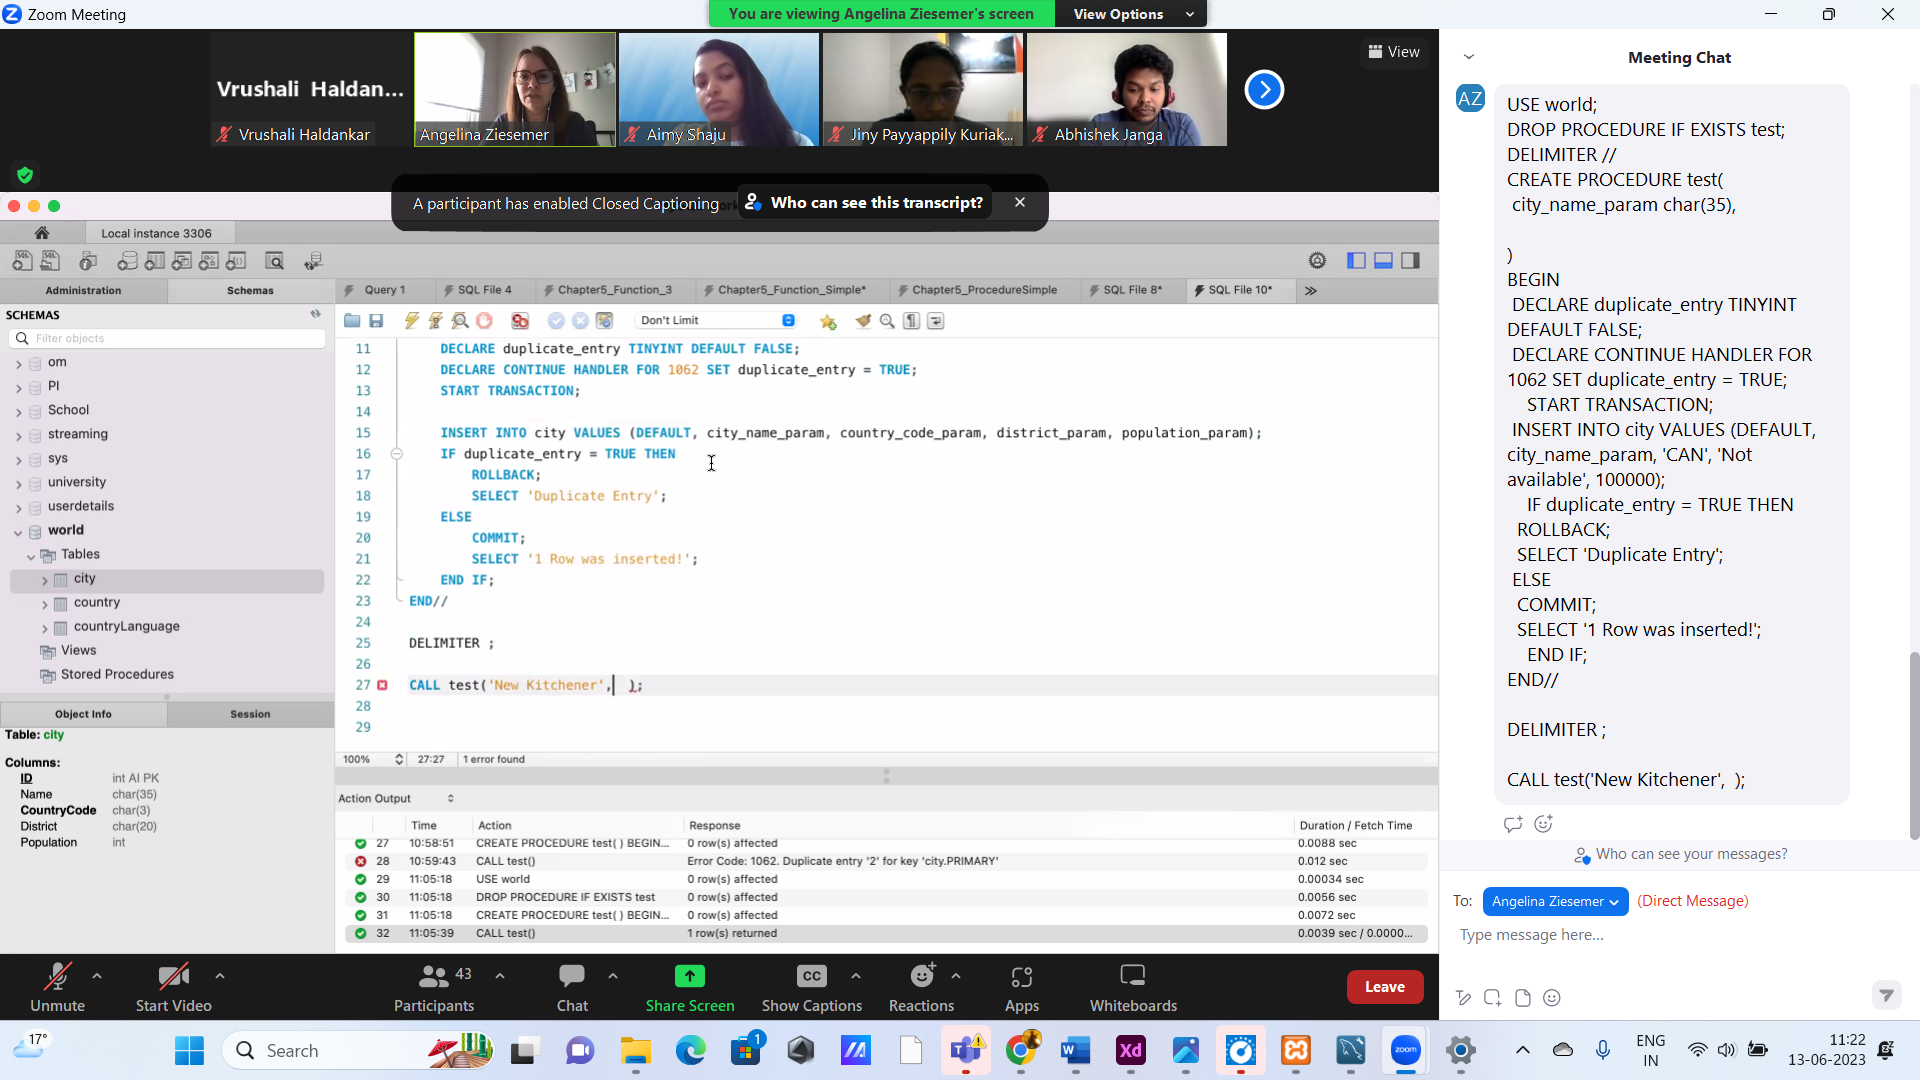 Zoom Meeting
You are viewing Angelina Ziesemer's screen
View Options
View
Vrushali Haldan...
Vrushali Haldankar
Angelina Ziesemer
Aimy Shaju
Jiny Payyappily Kuriak...
Abhishek Janga
A participant has enabled Closed Captioning
Who can see this transcript?
Local instance 3306
Administration
Schemas
Query 1
SQL File 4
Chapter5_Function_3
Chapter5_Function_Simple*
Chapter5_ProcedureSimple
SQL File 8*
SQL File 10*
SCHEMAS
Filter objects
om
PI
School
streaming
sys
university
userdetails
world
Tables
city
country
countryLanguage
Views
Stored Procedures
Object Info
Session
Table: city
Columns:
ID int AI PK
Name char(35)
CountryCode char(3)
District char(20)
Population int
Don't Limit
11 DECLARE duplicate_entry TINYINT DEFAULT FALSE;
12 DECLARE CONTINUE HANDLER FOR 1062 SET duplicate_entry = TRUE;
13 START TRANSACTION;
14
15 INSERT INTO city VALUES (DEFAULT, city_name_param, country_code_param, district_param, population_param);
16 IF duplicate_entry = TRUE THEN
17 ROLLBACK;
18 SELECT 'Duplicate Entry';
19 ELSE
20 COMMIT;
21 SELECT '1 Row was inserted!';
22 END IF;
23 END//
24
25 DELIMITER ;
26
27 CALL test('New Kitchener', );
28
29
100% 27:27 1 error found
Action Output
Time Action Response Duration / Fetch Time
27 10:58:51 CREATE PROCEDURE test( ) BEGIN... 0 row(s) affected 0.0088 sec
28 10:59:43 CALL test() Error Code: 1062. Duplicate entry '2' for key 'city.PRIMARY' 0.012 sec
29 11:05:18 USE world 0 row(s) affected 0.00034 sec
30 11:05:18 DROP PROCEDURE IF EXISTS test 0 row(s) affected 0.0056 sec
31 11:05:18 CREATE PROCEDURE test( ) BEGIN... 0 row(s) affected 0.0072 sec
32 11:05:39 CALL test() 1 row(s) returned 0.0039 sec / 0.0000...
Meeting Chat
AZ
USE world;
DROP PROCEDURE IF EXISTS test;
DELIMITER //
CREATE PROCEDURE test(
city_name_param char(35),
)
BEGIN
DECLARE duplicate_entry TINYINT
DEFAULT FALSE;
DECLARE CONTINUE HANDLER FOR
1062 SET duplicate_entry = TRUE;
START TRANSACTION;
INSERT INTO city VALUES (DEFAULT,
city_name_param, 'CAN', 'Not
available', 100000);
IF duplicate_entry = TRUE THEN
ROLLBACK;
SELECT 'Duplicate Entry';
ELSE
COMMIT;
SELECT '1 Row was inserted!';
END IF;
END//
DELIMITER ;
CALL test('New Kitchener', );
Who can see your messages?
To: Angelina Ziesemer (Direct Message)
Type message here...
Unmute
Start Video
43
Participants
Chat
Share Screen
CC
Show Captions
Reactions
Apps
Whiteboards
Leave
17°
Search
1
W
Xd
zoom
ENG
IN
11:22
13-06-2023